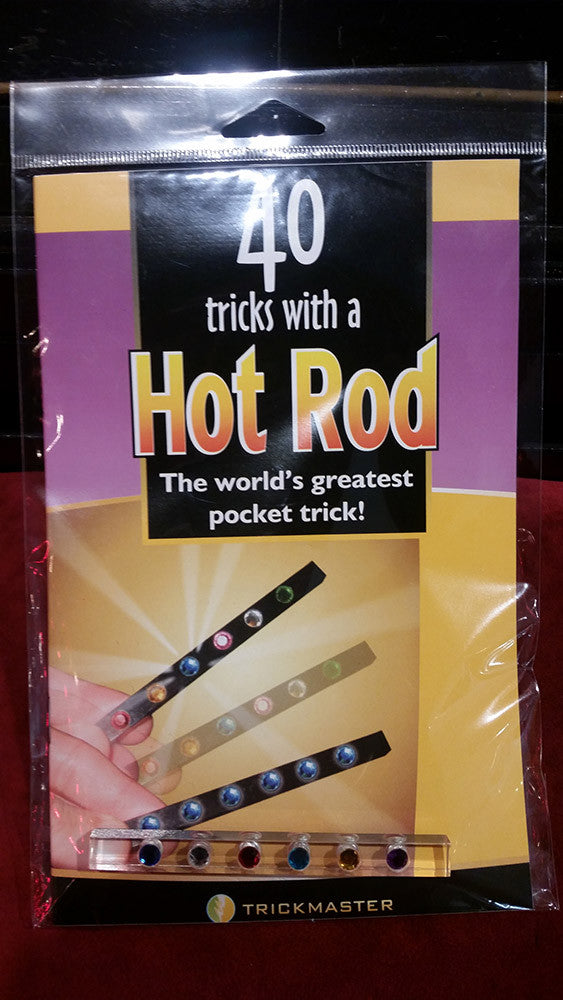 40
tricks with a
Hot Rod
The world's greatest
pocket trick!
TRICKMASTER